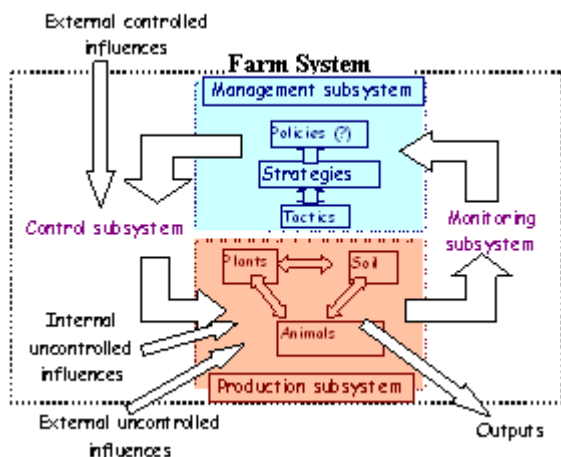 External controlled
influences
Farm System
Management subsystem
Policies (?)
Strategies
Tactics
Control subsystem
Monitoring
subsystem
Plants
Soil
Animals
Internal
uncontrolled
influences
Production subsystem
External uncontrolled
influences
Outputs